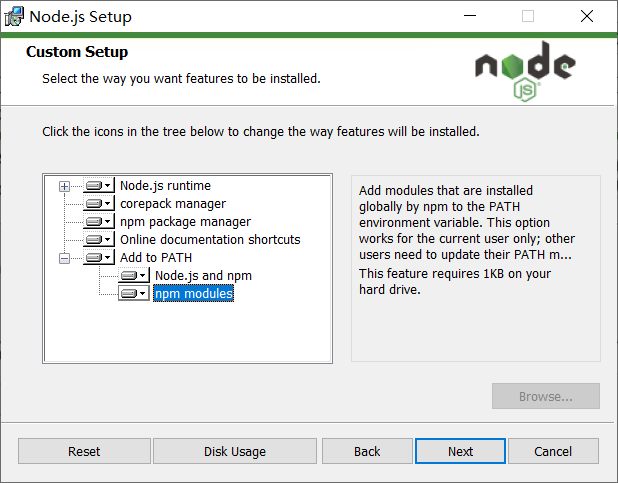 Node.js Setup
Custom Setup
Select the way you want features to be installed.
node
JS
Click the icons in the tree below to change the way features will be installed.
Node.js runtime
corepack manager
npm package manager
Online documentation shortcuts
Add to PATH
Node.js and npm
npm modules
Add modules that are installed
globally by npm to the PATH
environment variable. This option
works for the current user only; other
users need to update their PATH m...
This feature requires 1KB on your
hard drive.
Browse...
Reset
Disk Usage
Back
Next
Cancel